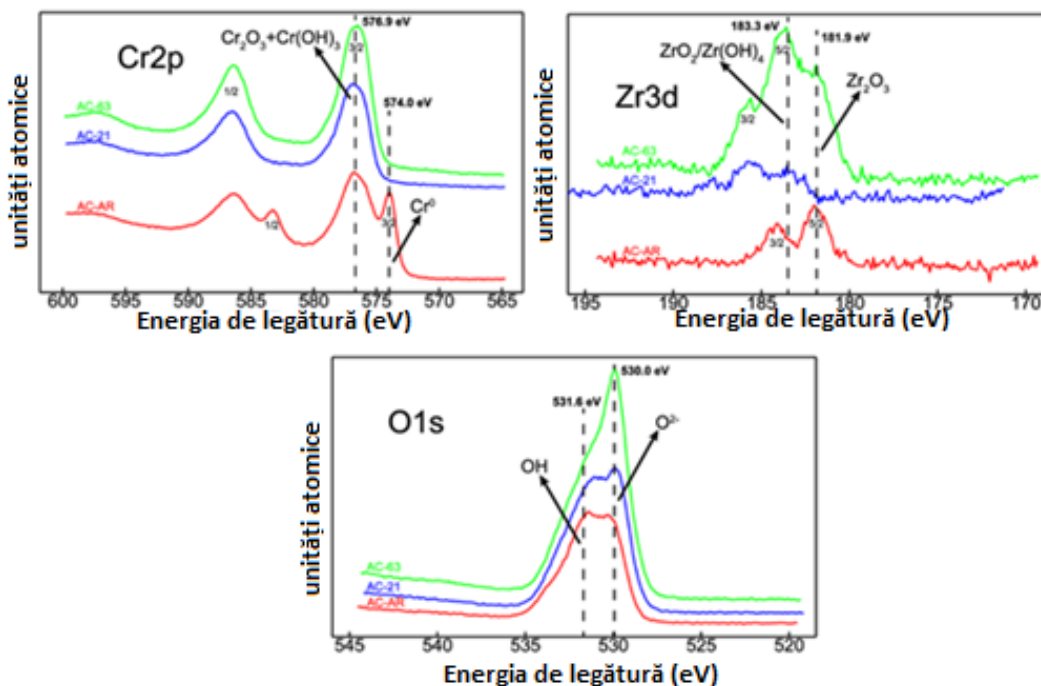 Cr2p
576.9 eV
3/2
Cr₂O₃+Cr(OH)₃
574.0 eV
1/2
AC-63
AC-21
AC-AR
1/2
3/2
Cr⁰
unități atomice
600 595 590 585 580 575 570 565
Energia de legătură (eV)
Zr3d
183.3 eV
181.9 eV
5/2
ZrO₂/Zr(OH)₄
Zr₂O₃
3/2
AC-63
AC-21
AC-AR
3/2
5/2
unități atomice
195 190 185 180 175 170
Energia de legătură (eV)
O1s
530.0 eV
531.6 eV
OH
O²⁻
AC-63
AC-21
AC-AR
unități atomice
545 540 535 530 525 520
Energia de legătură (eV)